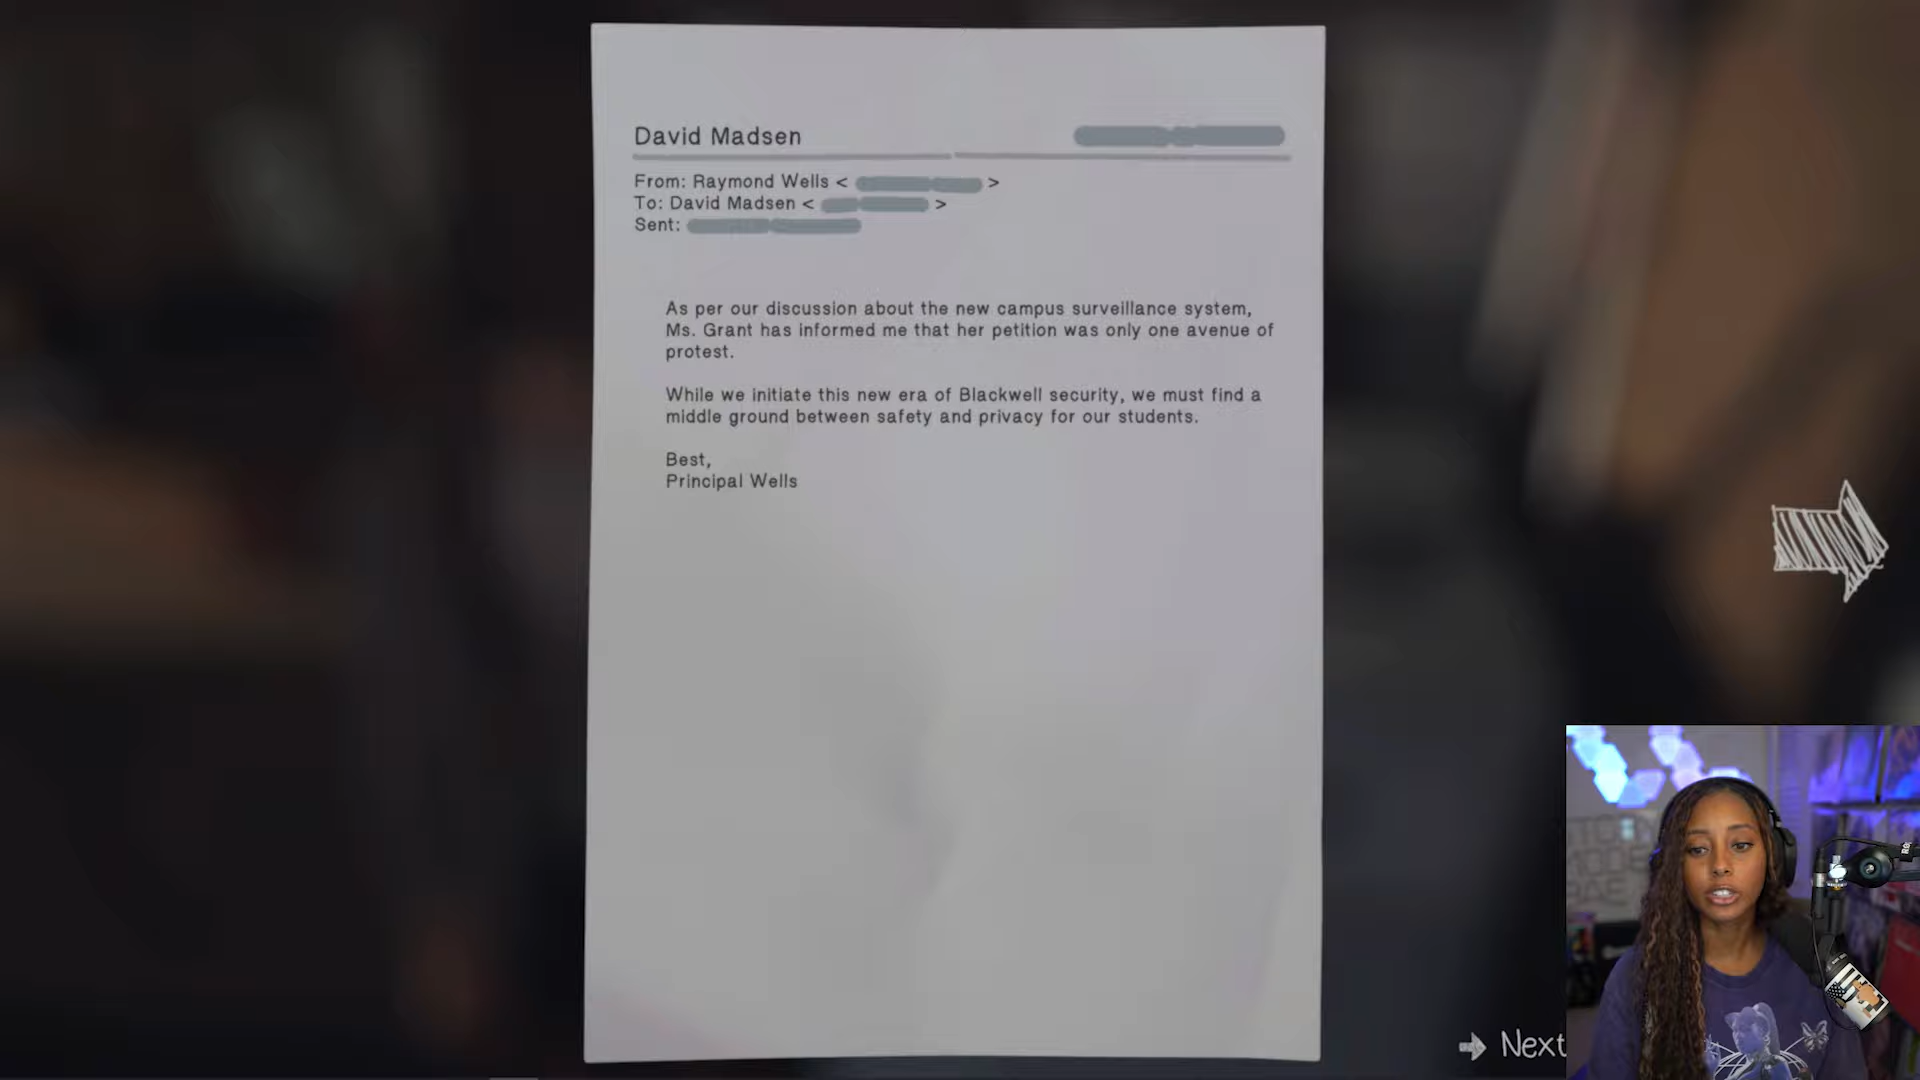 David Madsen
From: Raymond Wells < >
To: David Madsen < >
Sent:
As per our discussion about the new campus surveillance system,
Ms. Grant has informed me that her petition was only one avenue of
protest.
While we initiate this new era of Blackwell security, we must find a
middle ground between safety and privacy for our students.
Best,
Principal Wells
Next